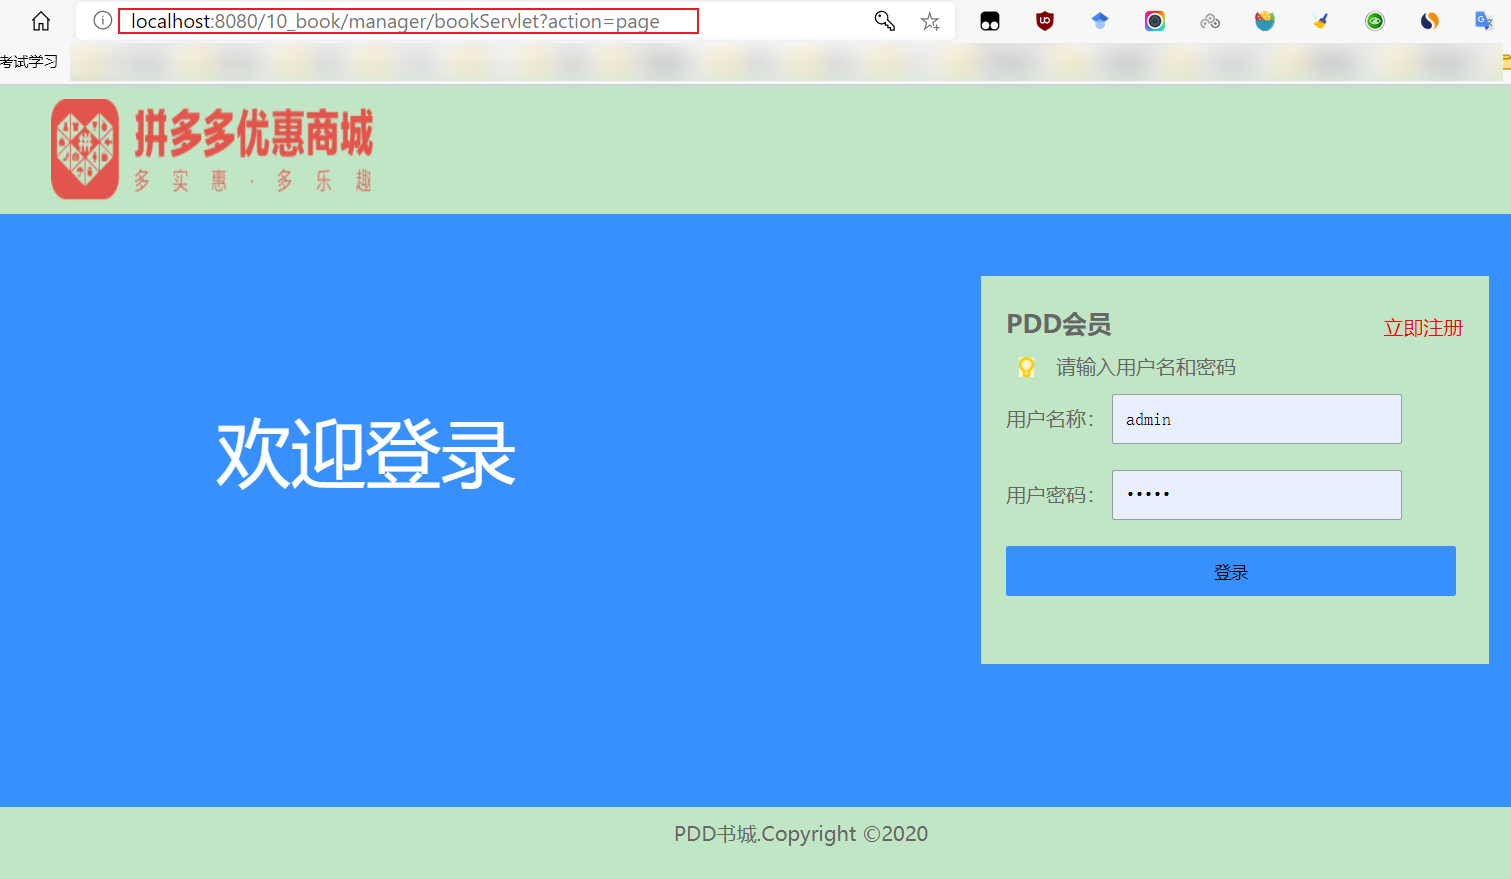 localhost:8080/10_book/manager/bookServlet?action=page
考试学习
拼多多优惠商城
多实惠·多乐趣
欢迎登录
PDD会员
立即注册
请输入用户名和密码
用户名称：
admin
用户密码：
•••••
登录
PDD书城.Copyright ©2020